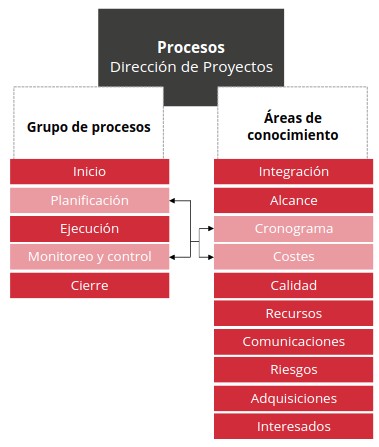 Procesos
Dirección de Proyectos
Grupo de procesos
Inicio
Planificación
Ejecución
Monitoreo y control
Cierre
Áreas de
conocimiento
Integración
Alcance
Cronograma
Costes
Calidad
Recursos
Comunicaciones
Riesgos
Adquisiciones
Interesados